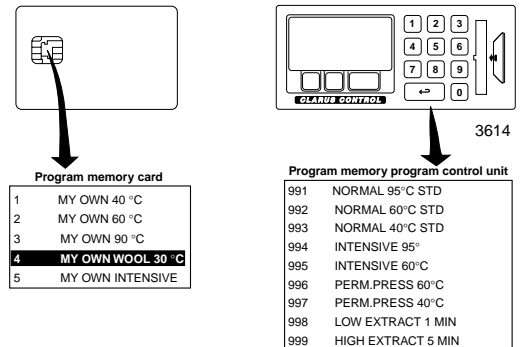 1 2 3
4 5 6
7 8 9
0
CLARUS CONTROL
3614
Program memory card
1 MY OWN 40 °C
2 MY OWN 60 °C
3 MY OWN 90 °C
4 MY OWN WOOL 30 °C
5 MY OWN INTENSIVE
Program memory program control unit
991 NORMAL 95°C STD
992 NORMAL 60°C STD
993 NORMAL 40°C STD
994 INTENSIVE 95°
995 INTENSIVE 60°C
996 PERM.PRESS 60°C
997 PERM.PRESS 40°C
998 LOW EXTRACT 1 MIN
999 HIGH EXTRACT 5 MIN